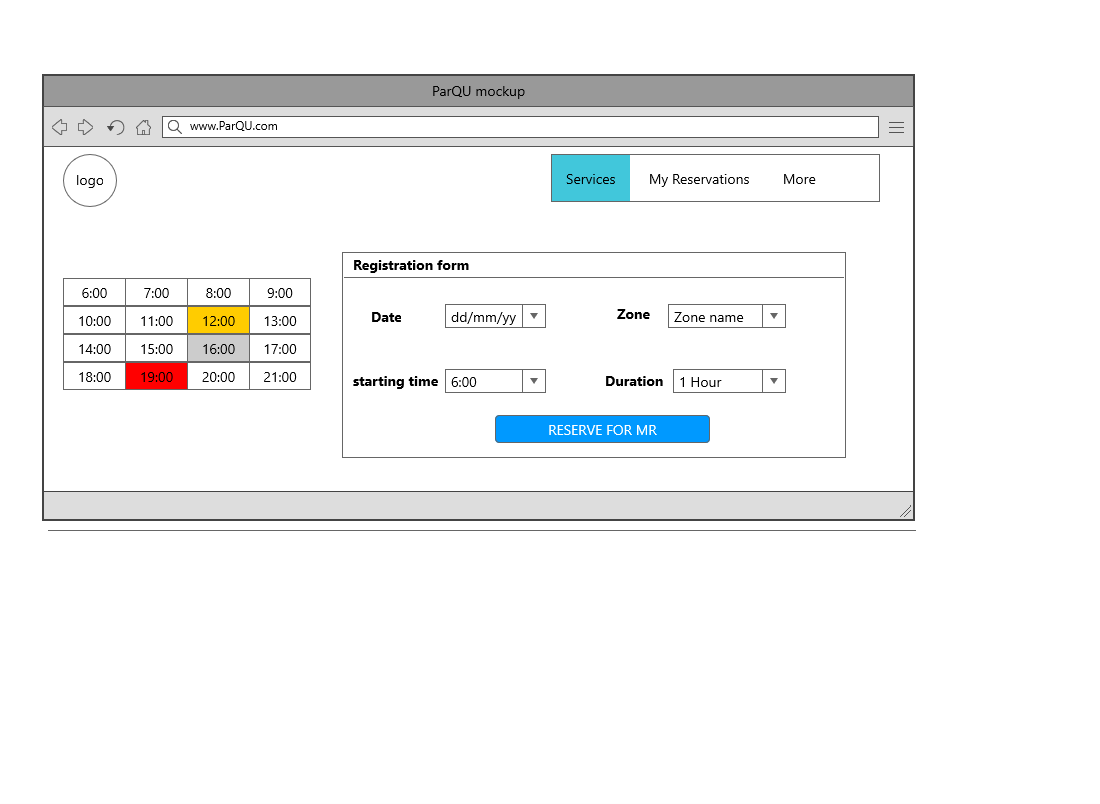 ParQU mockup
www.ParQU.com
logo
Services My Reservations More
Registration form
6:00 7:00 8:00 9:00
10:00 11:00 12:00 13:00
14:00 15:00 16:00 17:00
18:00 19:00 20:00 21:00
Date dd/mm/yy Zone Zone name
starting time 6:00 Duration 1 Hour
RESERVE FOR MR